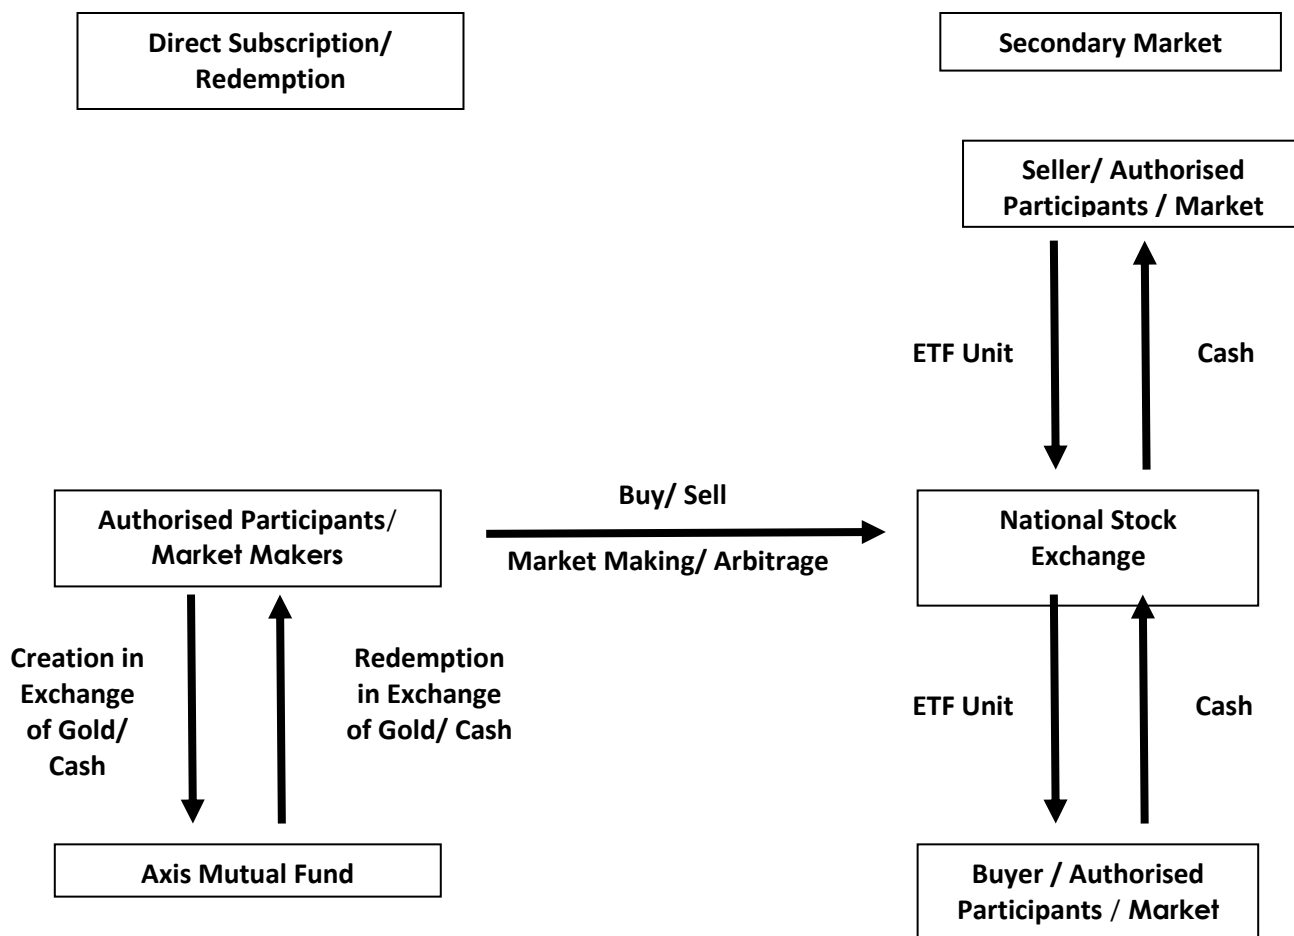 Direct Subscription/
Redemption
Secondary Market
Seller/ Authorised
Participants / Market
ETF Unit
Cash
Authorised Participants/
Market Makers
Buy/ Sell
Market Making/ Arbitrage
National Stock
Exchange
Creation in
Exchange
of Gold/
Cash
Redemption
in Exchange
of Gold/ Cash
ETF Unit
Cash
Axis Mutual Fund
Buyer / Authorised
Participants / Market